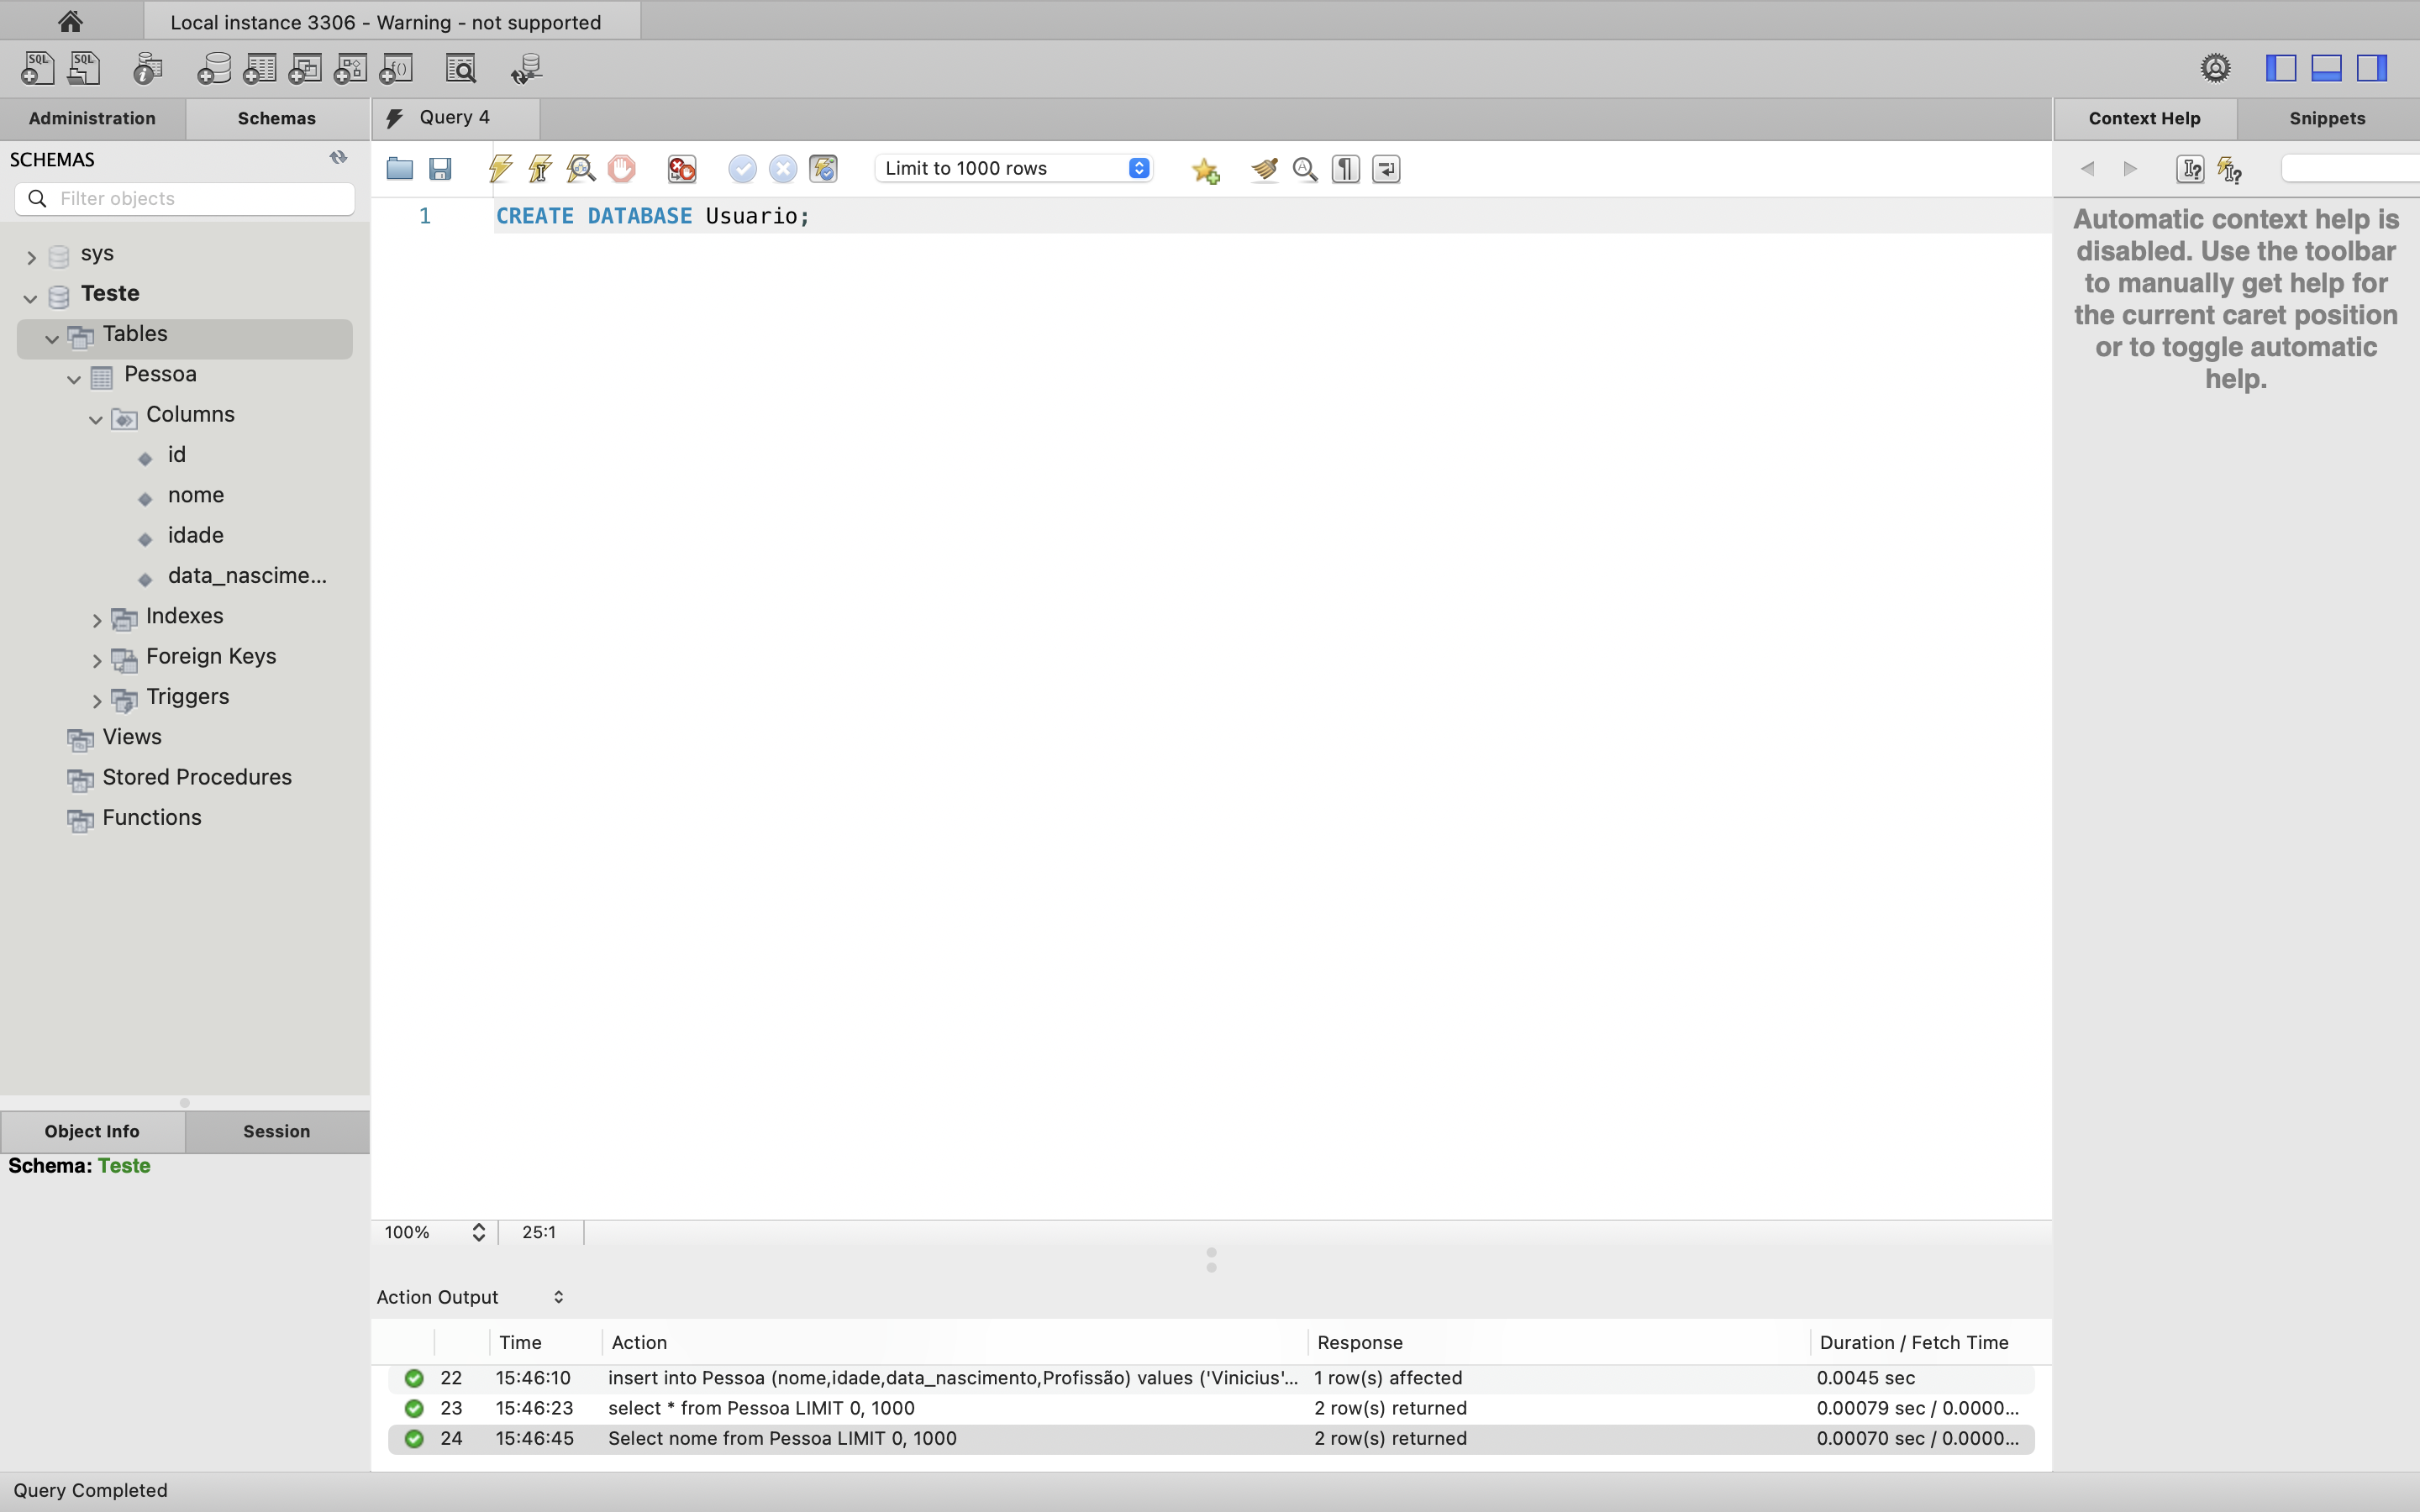 Local instance 3306 - Warning - not supported
SQL
SQL
Administration
Schemas
Query 4
Context Help
Snippets
SCHEMAS
Limit to 1000 rows
Filter objects
1
CREATE DATABASE Usuario;
Automatic context help is
disabled. Use the toolbar
to manually get help for
the current caret position
or to toggle automatic
help.
sys
Teste
Tables
Pessoa
Columns
id
nome
idade
data_nascime...
Indexes
Foreign Keys
Triggers
Views
Stored Procedures
Functions
Object Info
Session
Schema: Teste
100%
25:1
Action Output
Time
Action
Response
Duration / Fetch Time
22 15:46:10 insert into Pessoa (nome,idade,data_nascimento,Profissão) values ('Vinicius'... 1 row(s) affected 0.0045 sec
23 15:46:23 select * from Pessoa LIMIT 0, 1000 2 row(s) returned 0.00079 sec / 0.0000...
24 15:46:45 Select nome from Pessoa LIMIT 0, 1000 2 row(s) returned 0.00070 sec / 0.0000...
Query Completed